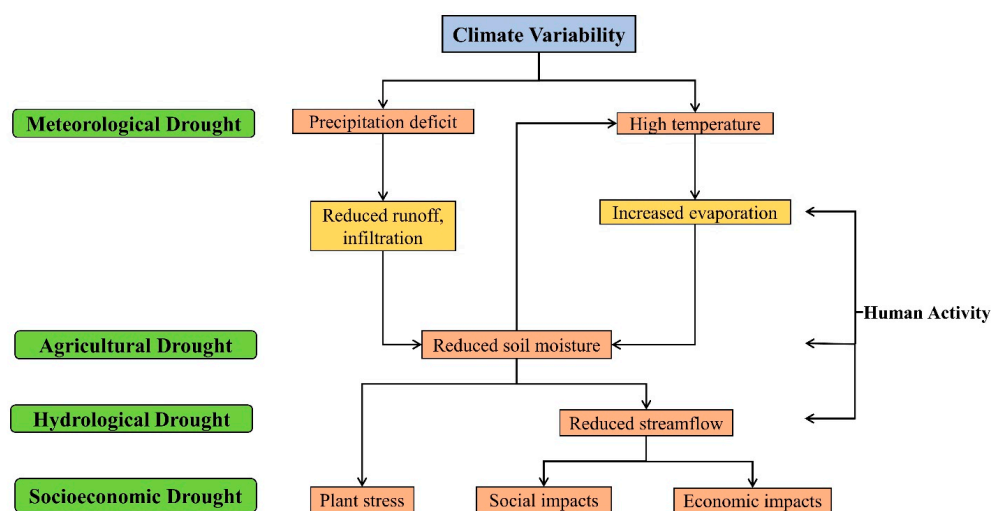 Climate Variability
Meteorological Drought
Precipitation deficit
High temperature
Reduced runoff,
infiltration
Increased evaporation
Human Activity
Agricultural Drought
Reduced soil moisture
Hydrological Drought
Reduced streamflow
Socioeconomic Drought
Plant stress
Social impacts
Economic impacts